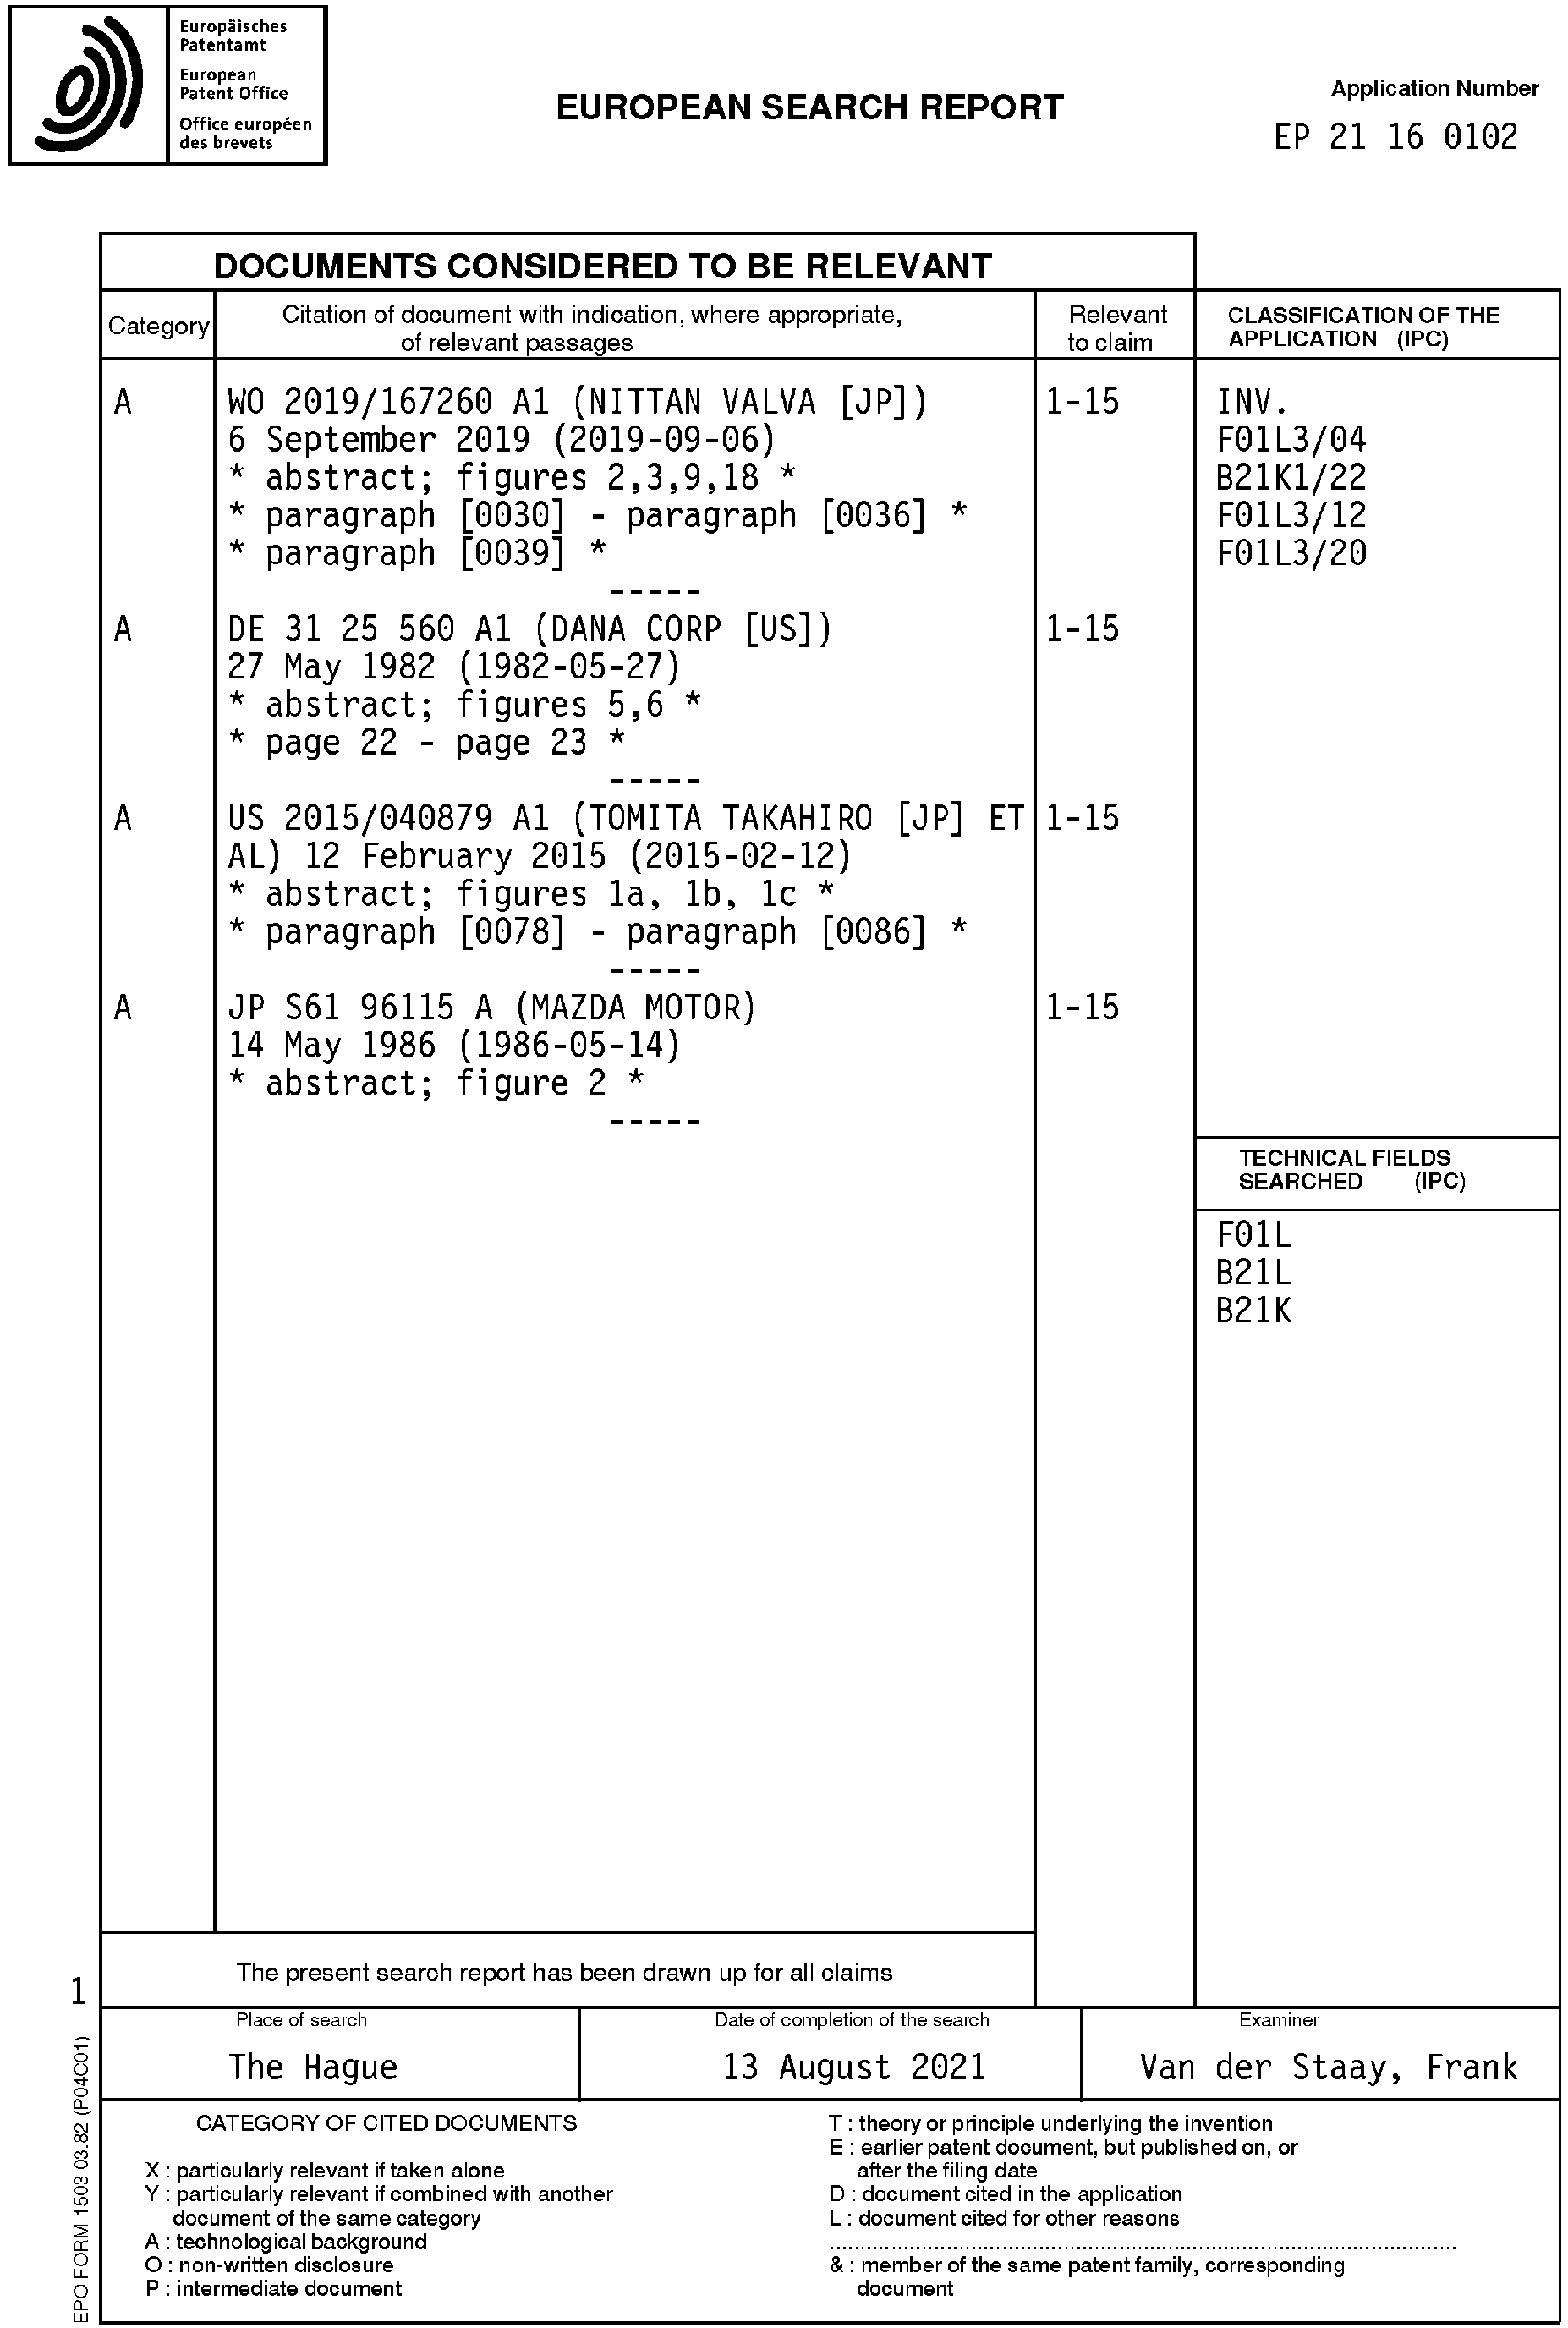 Europäisches
Patentamt
European
Patent Office
Office européen
des brevets
EUROPEAN SEARCH REPORT
Application Number
EP 21 16 0102
DOCUMENTS CONSIDERED TO BE RELEVANT
Category
Citation of document with indication, where appropriate,
of relevant passages
Relevant
to claim
CLASSIFICATION OF THE
APPLICATION (IPC)
A
WO 2019/167260 A1 (NITTAN VALVA [JP])
6 September 2019 (2019-09-06)
* abstract; figures 2,3,9,18 *
* paragraph [0030] - paragraph [0036] *
* paragraph [0039] *
-----
1-15
A
DE 31 25 560 A1 (DANA CORP [US])
27 May 1982 (1982-05-27)
* abstract; figures 5,6 *
* page 22 - page 23 *
-----
1-15
A
US 2015/040879 A1 (TOMITA TAKAHIRO [JP] ET
AL) 12 February 2015 (2015-02-12)
* abstract; figures 1a, 1b, 1c *
* paragraph [0078] - paragraph [0086] *
-----
1-15
A
JP S61 96115 A (MAZDA MOTOR)
14 May 1986 (1986-05-14)
* abstract; figure 2 *
-----
1-15
INV.
F01L3/04
B21K1/22
F01L3/12
F01L3/20
TECHNICAL FIELDS
SEARCHED (IPC)
F01L
B21L
B21K
The present search report has been drawn up for all claims
1
Place of search
The Hague
Date of completion of the search
13 August 2021
Examiner
Van der Staay, Frank
CATEGORY OF CITED DOCUMENTS
X : particularly relevant if taken alone
Y : particularly relevant if combined with another
document of the same category
A : technological background
O : non-written disclosure
P : intermediate document
T : theory or principle underlying the invention
E : earlier patent document, but published on, or
after the filing date
D : document cited in the application
L : document cited for other reasons
& : member of the same patent family, corresponding
document
EPO FORM 1503 03.82 (P04C01)